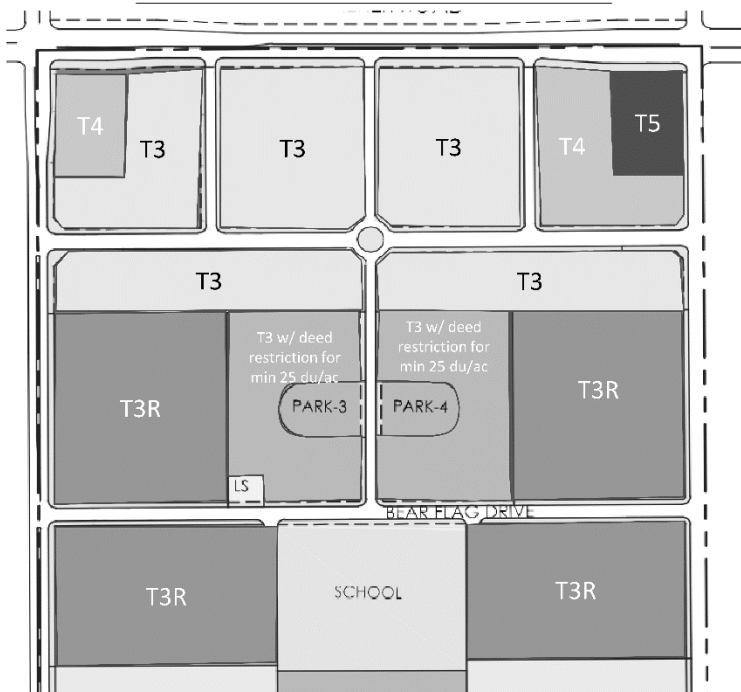 T4
T3
T3
T3
T4
T5
T3
T3
T3 w/ deed
restriction for
min 25 du/ac
T3 w/ deed
restriction for
min 25 du/ac
T3R
T3R
PARK-3
PARK-4
LS
BEAR FLAG DRIVE
T3R
SCHOOL
T3R